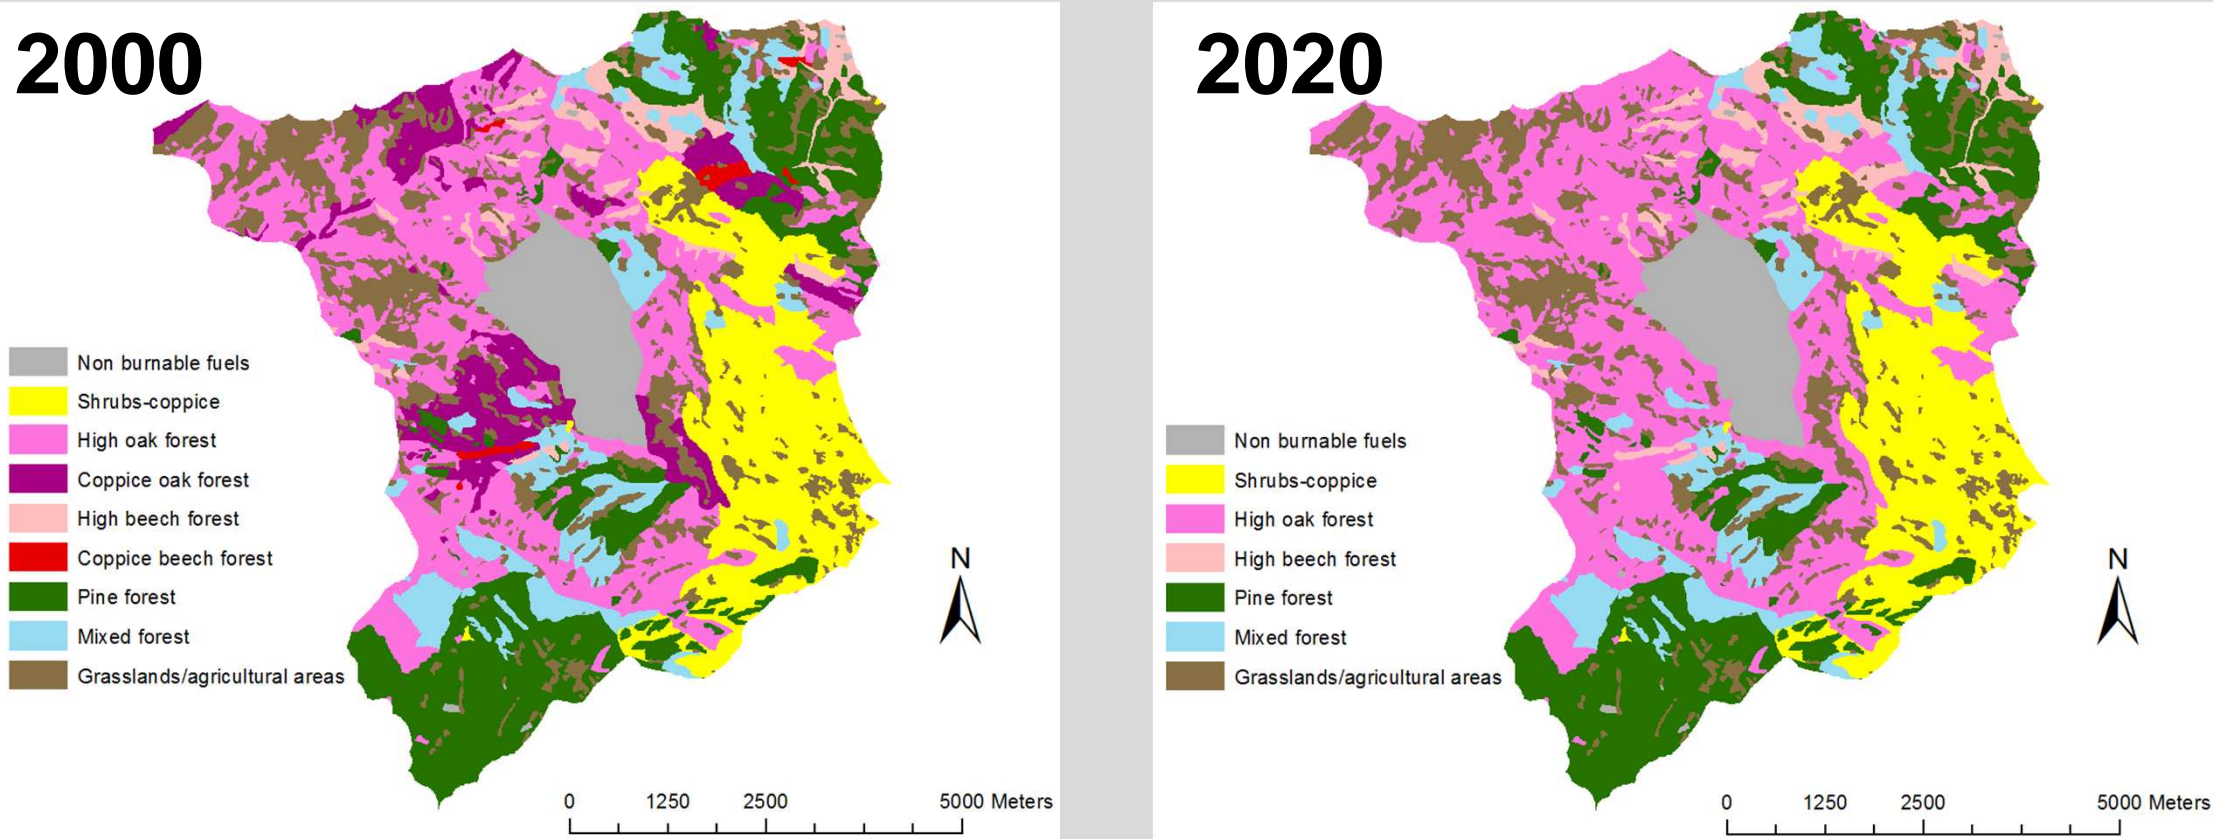 2000
Non burnable fuels
Shrubs-coppice
High oak forest
Coppice oak forest
High beech forest
Coppice beech forest
Pine forest
Mixed forest
Grasslands/agricultural areas
N
0 1250 2500 5000 Meters
2020
Non burnable fuels
Shrubs-coppice
High oak forest
High beech forest
Pine forest
Mixed forest
Grasslands/agricultural areas
N
0 1250 2500 5000 Meters